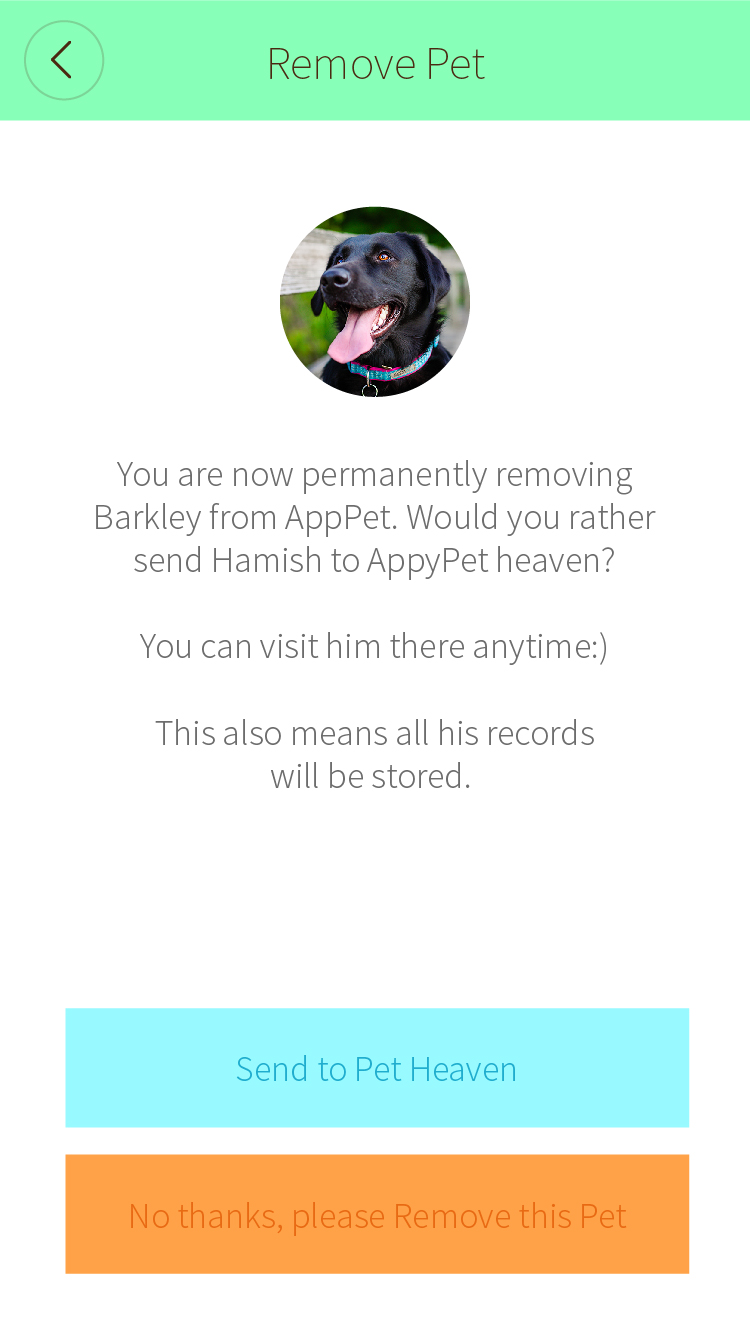 Remove Pet
You are now permanently removing
Barkley from AppPet. Would you rather
send Hamish to AppyPet heaven?
You can visit him there anytime:)
This also means all his records
will be stored.
Send to Pet Heaven
No thanks, please Remove this Pet